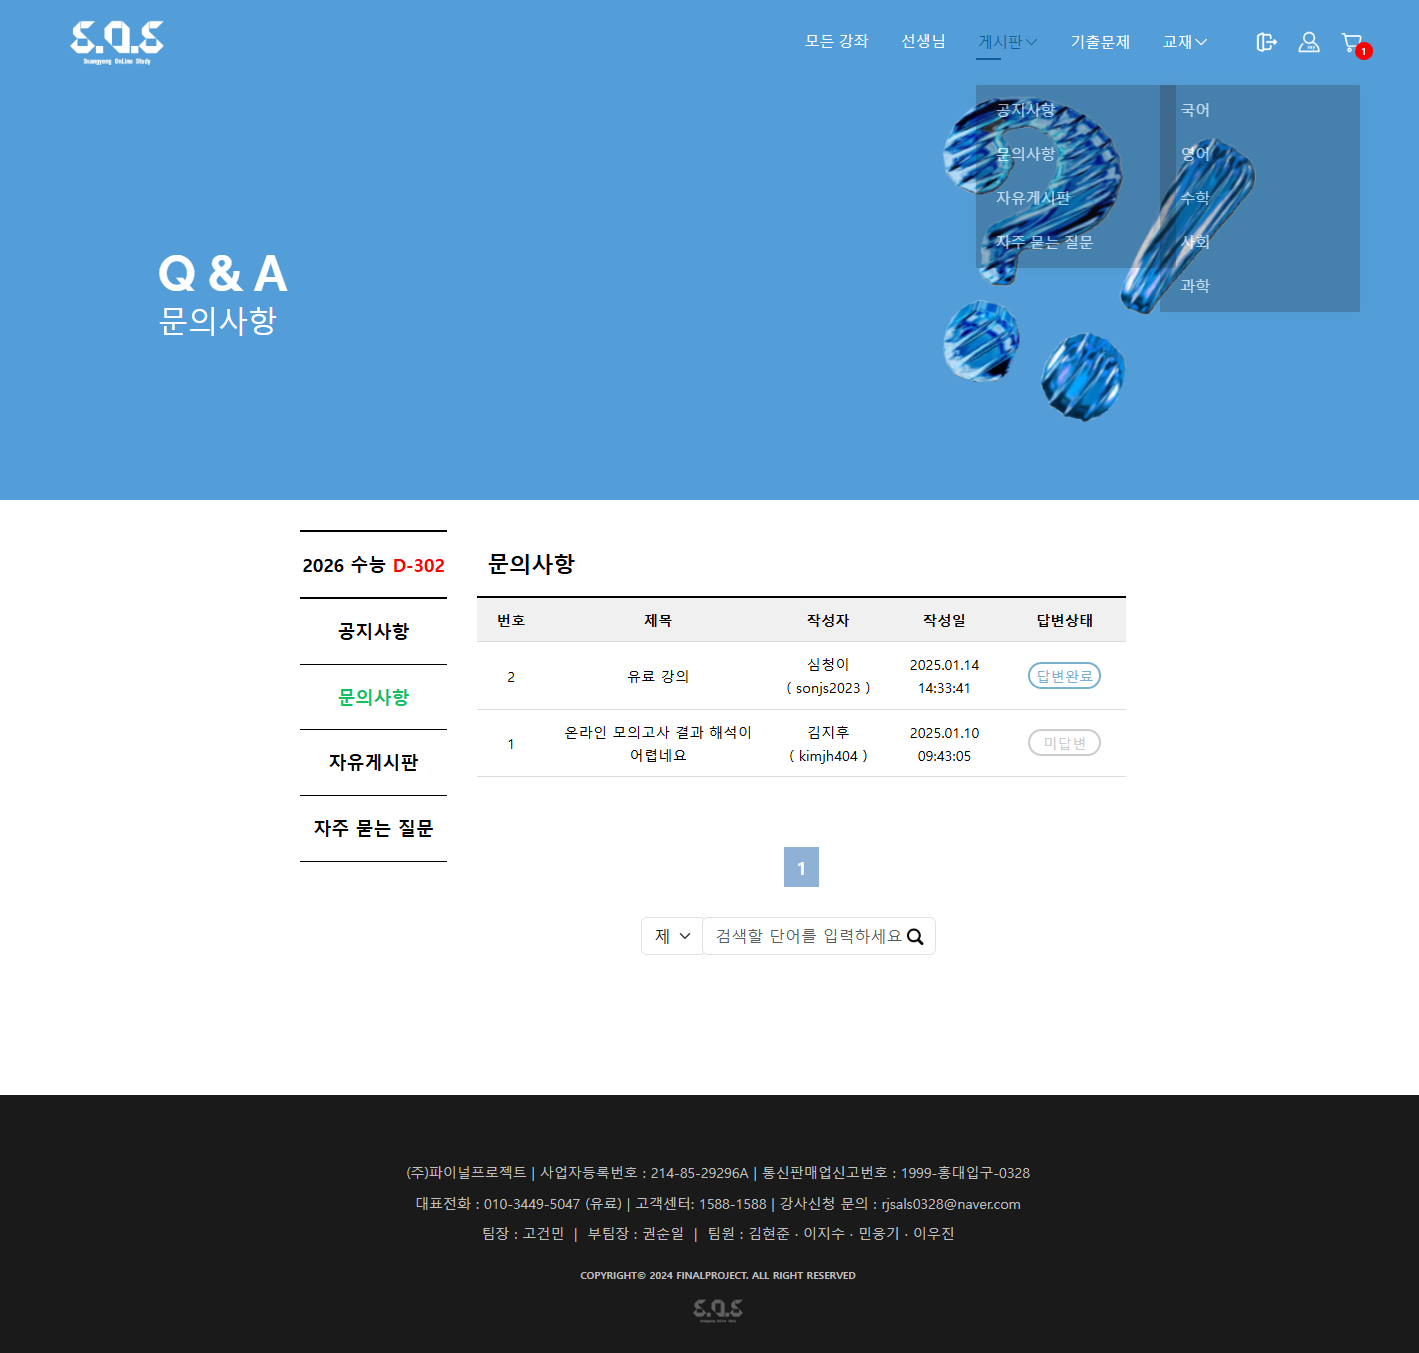 S.O.S
Ssangyong OnLine Study
모든 강좌
선생님
게시판
기출문제
교재
1
공지사항
문의사항
자유게시판
자주 묻는 질문
국어
영어
수학
사회
과학
Q & A
문의사항
2026 수능 D-302
공지사항
문의사항
자유게시판
자주 묻는 질문
문의사항
번호 제목 작성자 작성일 답변상태
2 유료 강의 심청이 ( sonjs2023 ) 2025.01.14 14:33:41 답변완료
1 온라인 모의고사 결과 해석이 어렵네요 김지후 ( kimjh404 ) 2025.01.10 09:43:05 미답변
1
제 검색할 단어를 입력하세요
(주)파이널프로젝트 | 사업자등록번호 : 214-85-29296A | 통신판매업신고번호 : 1999-홍대입구-0328
대표전화 : 010-3449-5047 (유료) | 고객센터: 1588-1588 | 강사신청 문의 : rjsals0328@naver.com
팀장 : 고건민 | 부팀장 : 권순일 | 팀원 : 김현준 · 이지수 · 민웅기 · 이우진
COPYRIGHT© 2024 FINALPROJECT. ALL RIGHT RESERVED
S.O.S